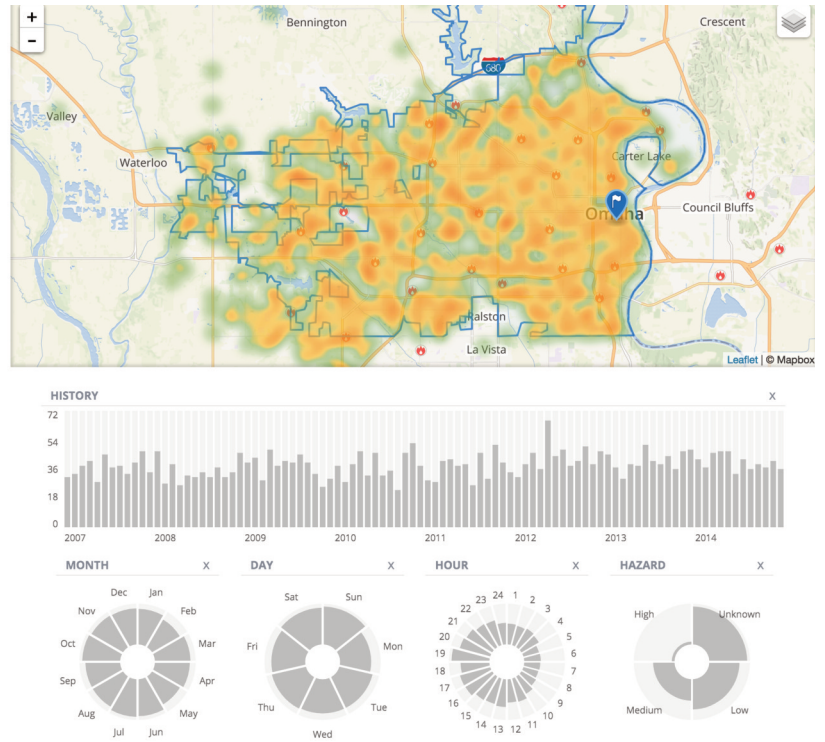 +
Bennington
Crescent
−
680
Valley
Waterloo
Carter Lake
Omaha
Council Bluffs
Ralston
La Vista
Leaflet | © Mapbox
HISTORY x
72
54
36
18
0
2007 2008 2009 2010 2011 2012 2013 2014
MONTH x DAY x HOUR x HAZARD x
Dec Jan
Nov Feb
Oct Mar
Sep Apr
Aug May
Jul Jun
Sat Sun
Fri Mon
Thu Tue
Wed
24 1
23 2
22 3
21 4
20 5
19 6
18 7
17 8
16 9
15 10
14 11
13 12
High Unknown
Medium Low